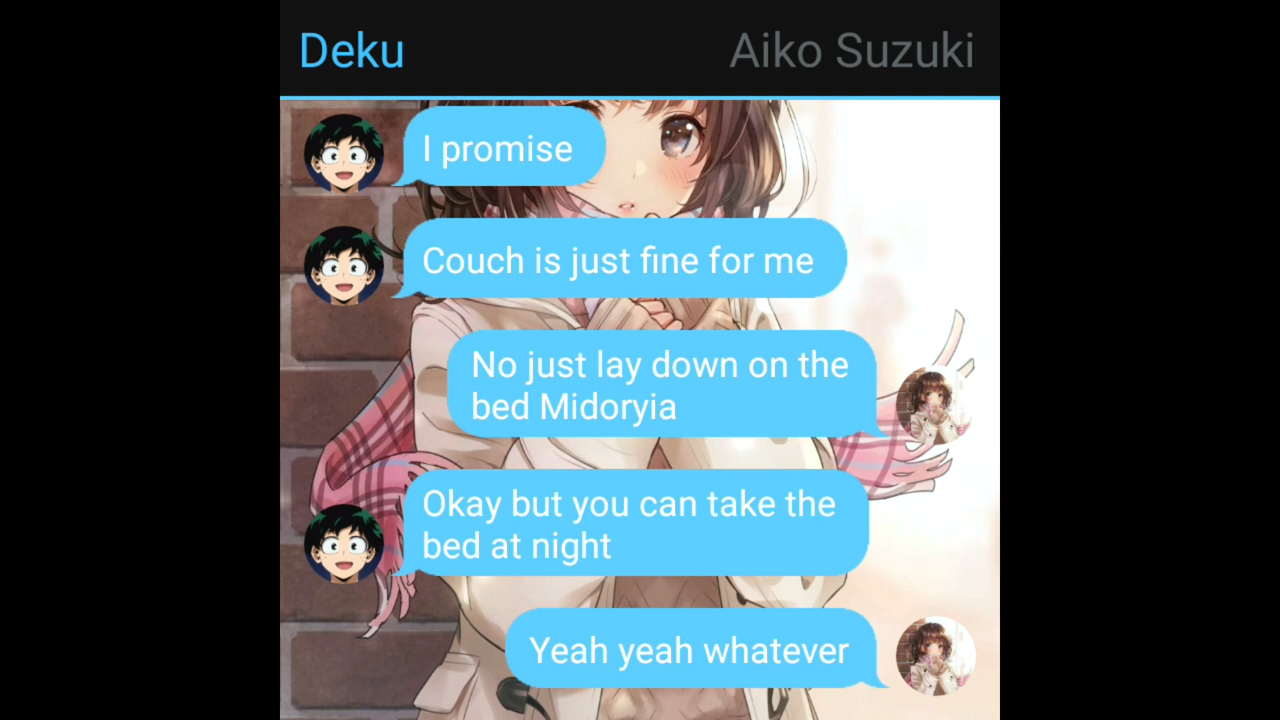 Deku
Aiko Suzuki
I promise
Couch is just fine for me
No just lay down on the
bed Midoryia
Okay but you can take the
bed at night
Yeah yeah whatever